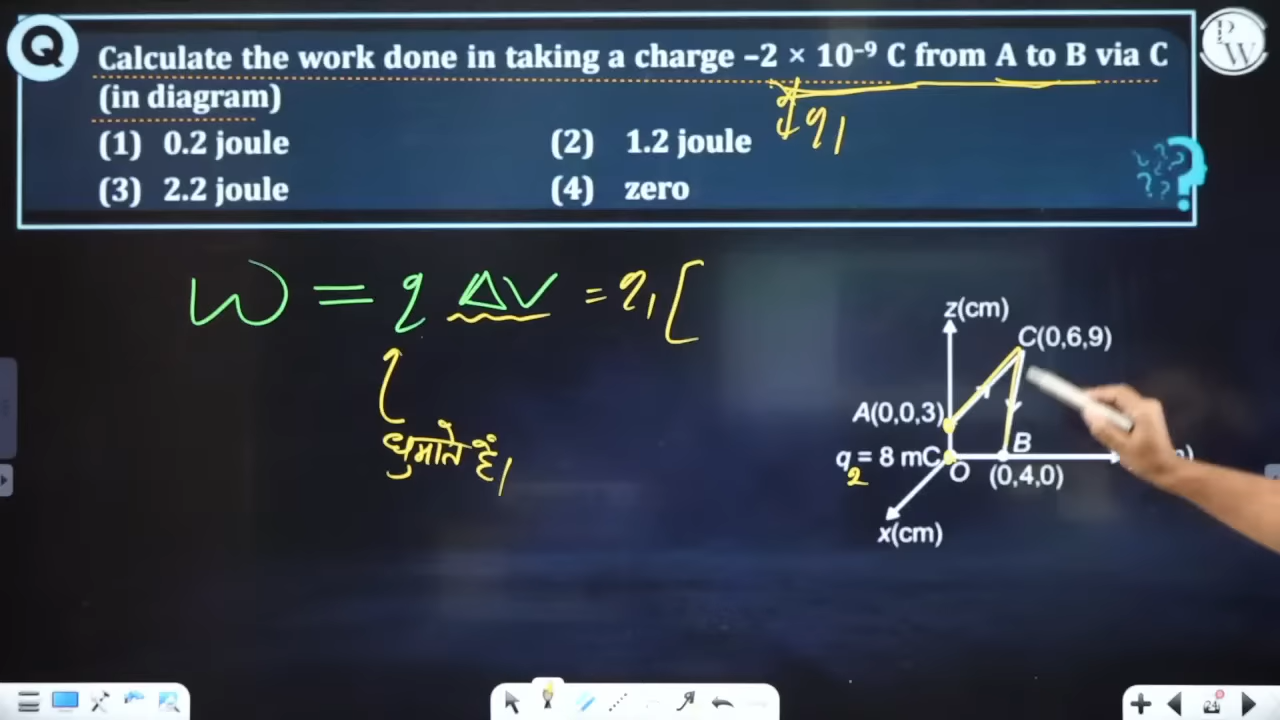 Q
Calculate the work done in taking a charge –2 × 10⁻⁹ C from A to B via C
(in diagram)
(1) 0.2 joule (2) 1.2 joule
(3) 2.2 joule (4) zero
PW
q₁
W = q ΔV = q₁ [
घुमाते हैं।
z(cm)
C(0,6,9)
A(0,0,3)
q₂ = 8 mC
O
B
(0,4,0)
x(cm)
24